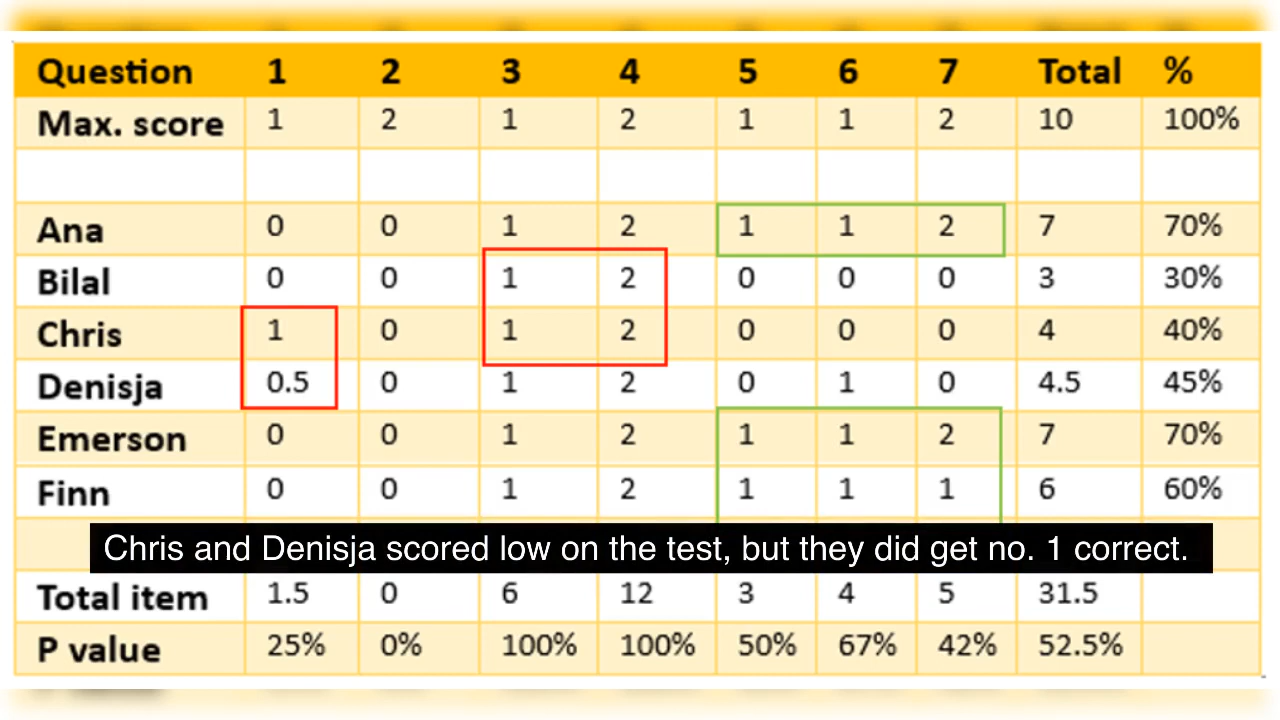 Question 1 2 3 4 5 6 7 Total %
Max. score 1 2 1 2 1 1 2 10 100%
Ana 0 0 1 2 1 1 2 7 70%
Bilal 0 0 1 2 0 0 0 3 30%
Chris 1 0 1 2 0 0 0 4 40%
Denisja 0.5 0 1 2 0 1 0 4.5 45%
Emerson 0 0 1 2 1 1 2 7 70%
Finn 0 0 1 2 1 1 1 6 60%
Chris and Denisja scored low on the test, but they did get no. 1 correct.
Total item 1.5 0 6 12 3 4 5 31.5
P value 25% 0% 100% 100% 50% 67% 42% 52.5%